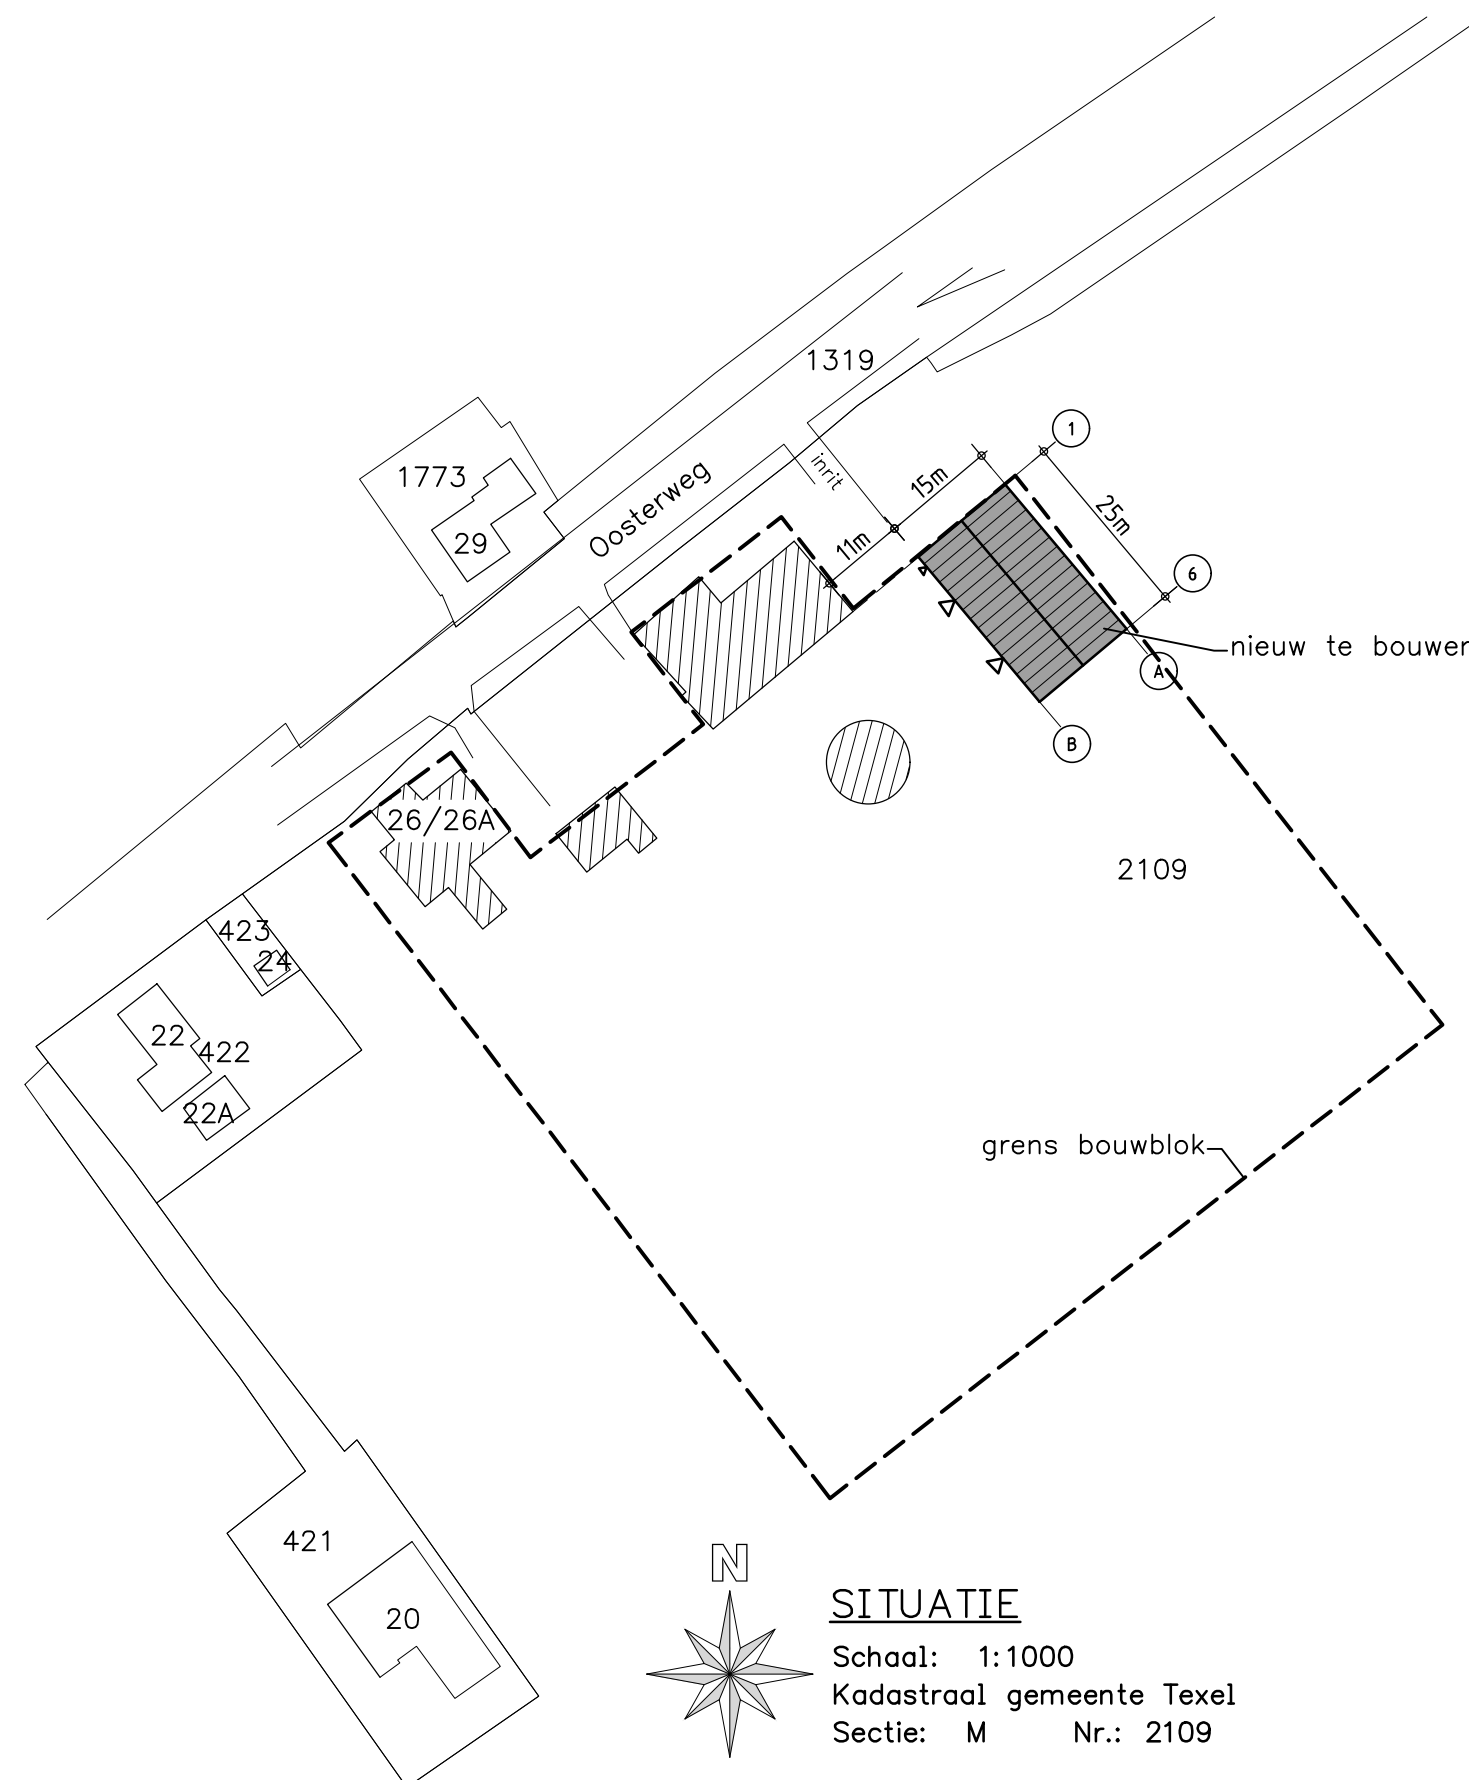 1319
1
1773
Oosterweg
inrit
15m
25m
29
11m
6
nieuw te bouwen
A
B
26/26A
2109
423
24
22
422
22A
grens bouwblok
421
20
N
SITUATIE
Schaal: 1:1000
Kadastraal gemeente Texel
Sectie: M Nr.: 2109